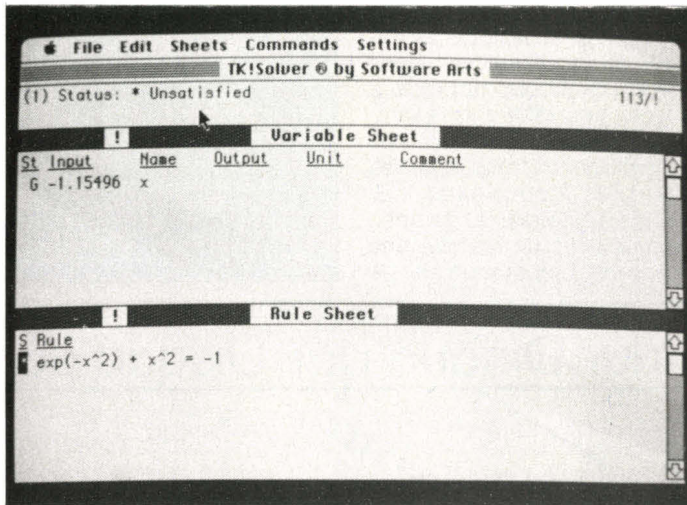 File Edit Sheets Commands Settings
TK!Solver ® by Software Arts
(1) Status: * Unsatisfied 113/!
! Variable Sheet
St Input Name Output Unit Comment
G -1.15496 x
! Rule Sheet
S Rule
* exp(-x^2) + x^2 = -1